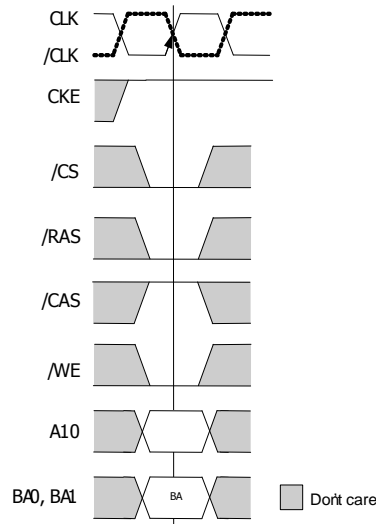 CLK
/CLK
CKE
/CS
/RAS
/CAS
/WE
A10
BA0, BA1
BA
Don't care